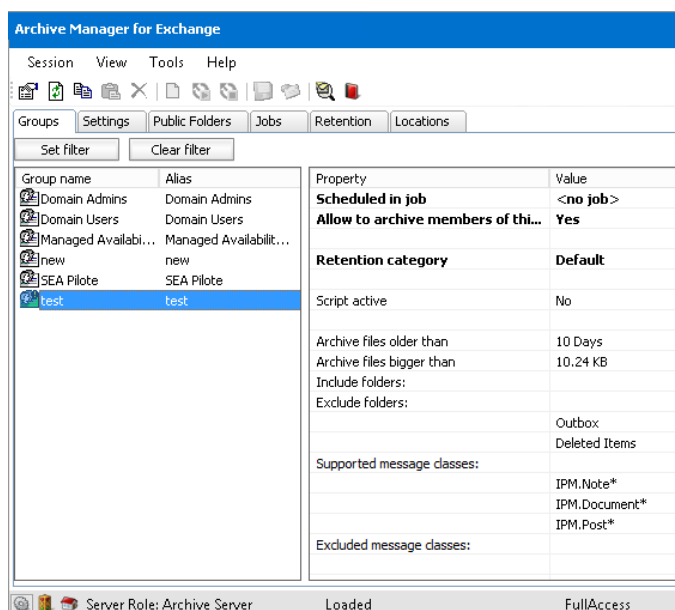 Archive Manager for Exchange
Session View Tools Help
Groups Settings Public Folders Jobs Retention Locations
Set filter Clear filter
Group name Alias Property Value
Domain Admins Domain Admins Scheduled in job <no job>
Domain Users Domain Users Allow to archive members of thi... Yes
Managed Availabi... Managed Availabilit...
new new Retention category Default
SEA Pilote SEA Pilote
test test Script active No
Archive files older than 10 Days
Archive files bigger than 10.24 KB
Include folders:
Exclude folders:
Outbox
Deleted Items
Supported message classes:
IPM.Note*
IPM.Document*
IPM.Post*
Excluded message classes:
Server Role: Archive Server Loaded FullAccess